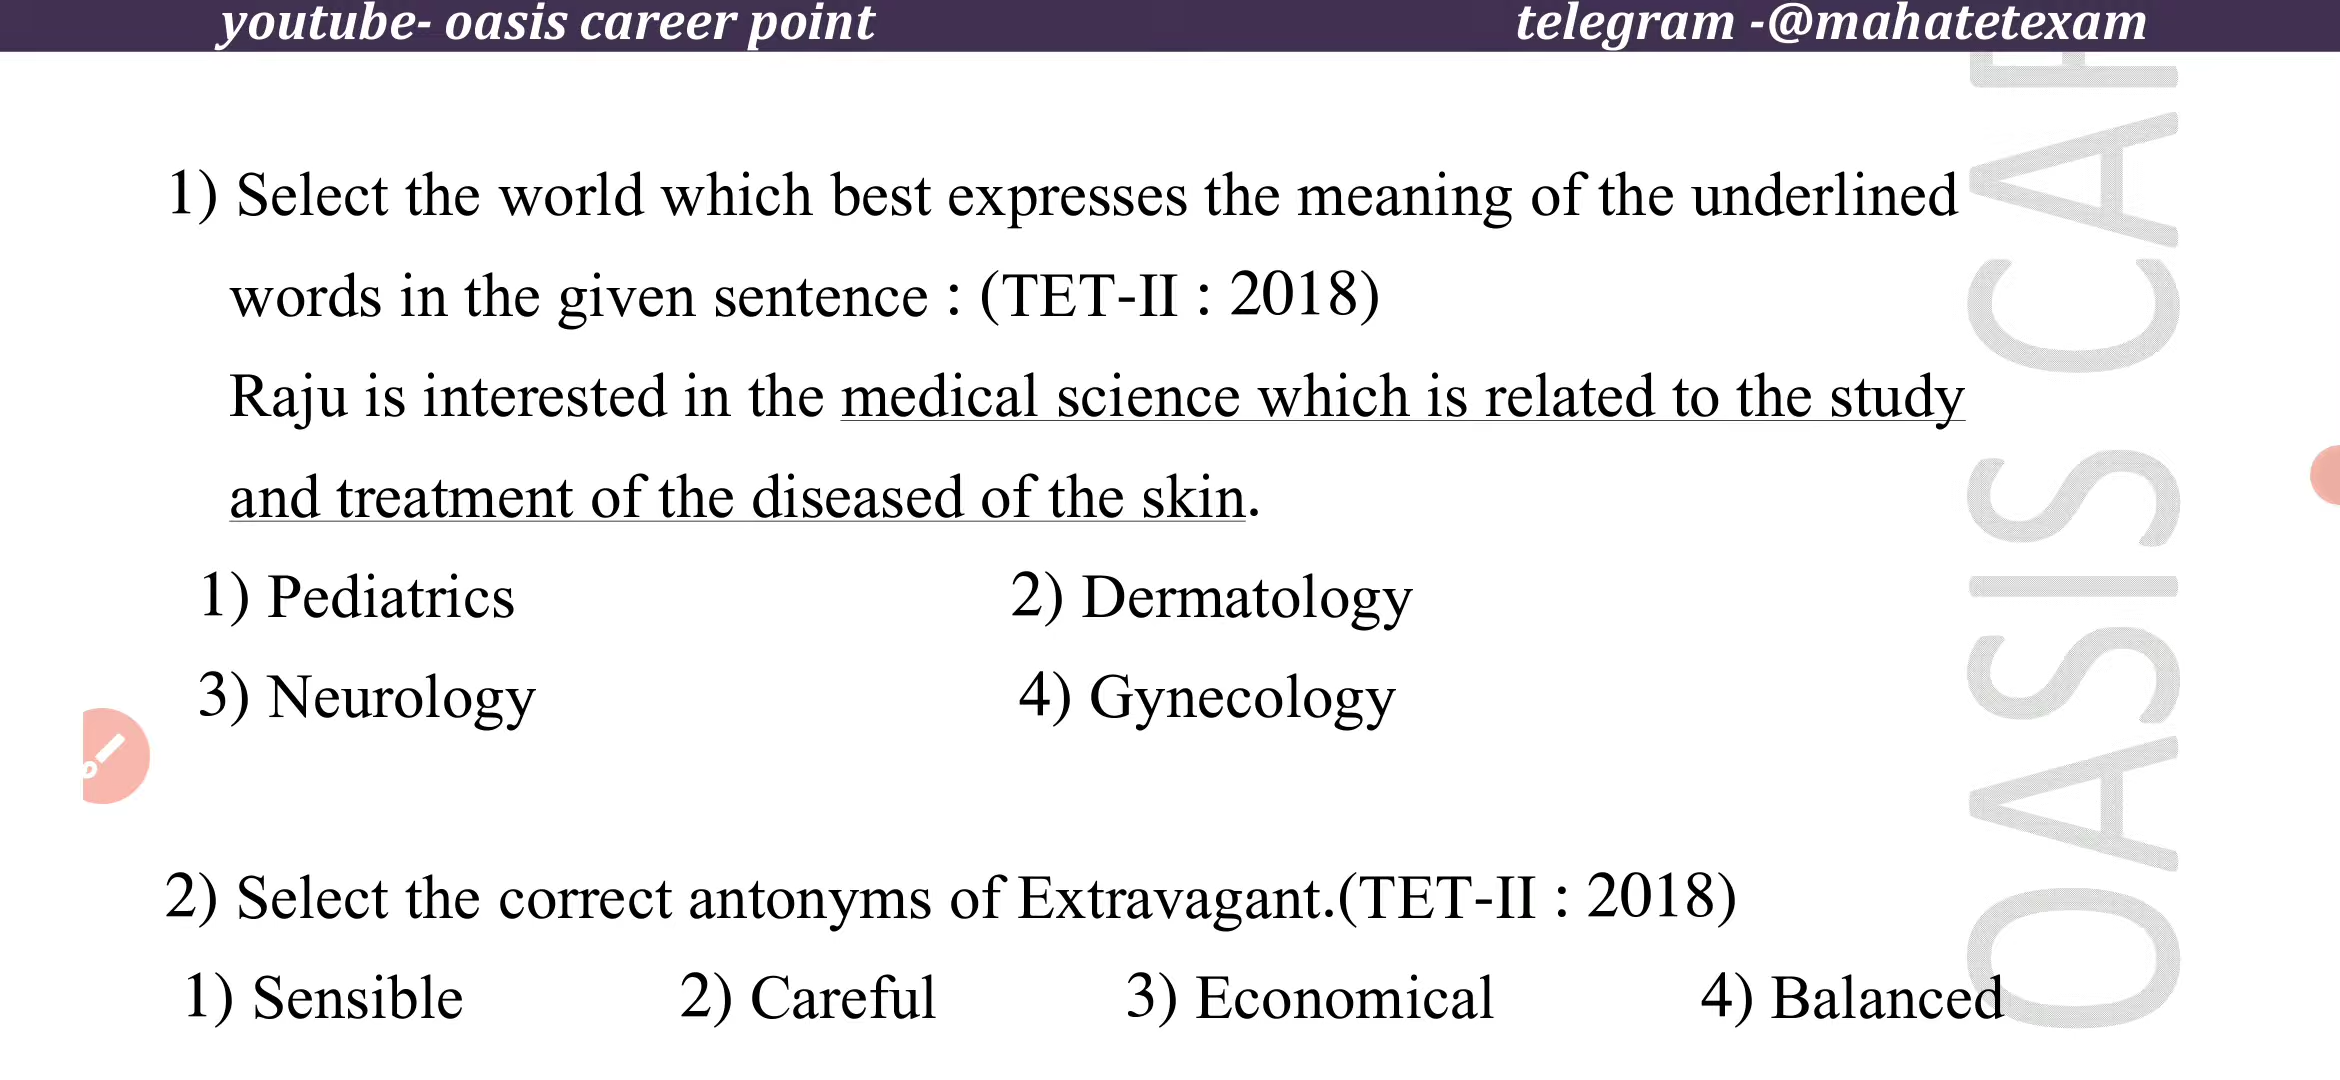 youtube- oasis career point telegram -@mahatetexam
1) Select the world which best expresses the meaning of the underlined
words in the given sentence : (TET-II : 2018)
Raju is interested in the medical science which is related to the study
and treatment of the diseased of the skin.
1) Pediatrics 2) Dermatology
3) Neurology 4) Gynecology
2) Select the correct antonyms of Extravagant.(TET-II : 2018)
1) Sensible 2) Careful 3) Economical 4) Balanced
OASIS CAR